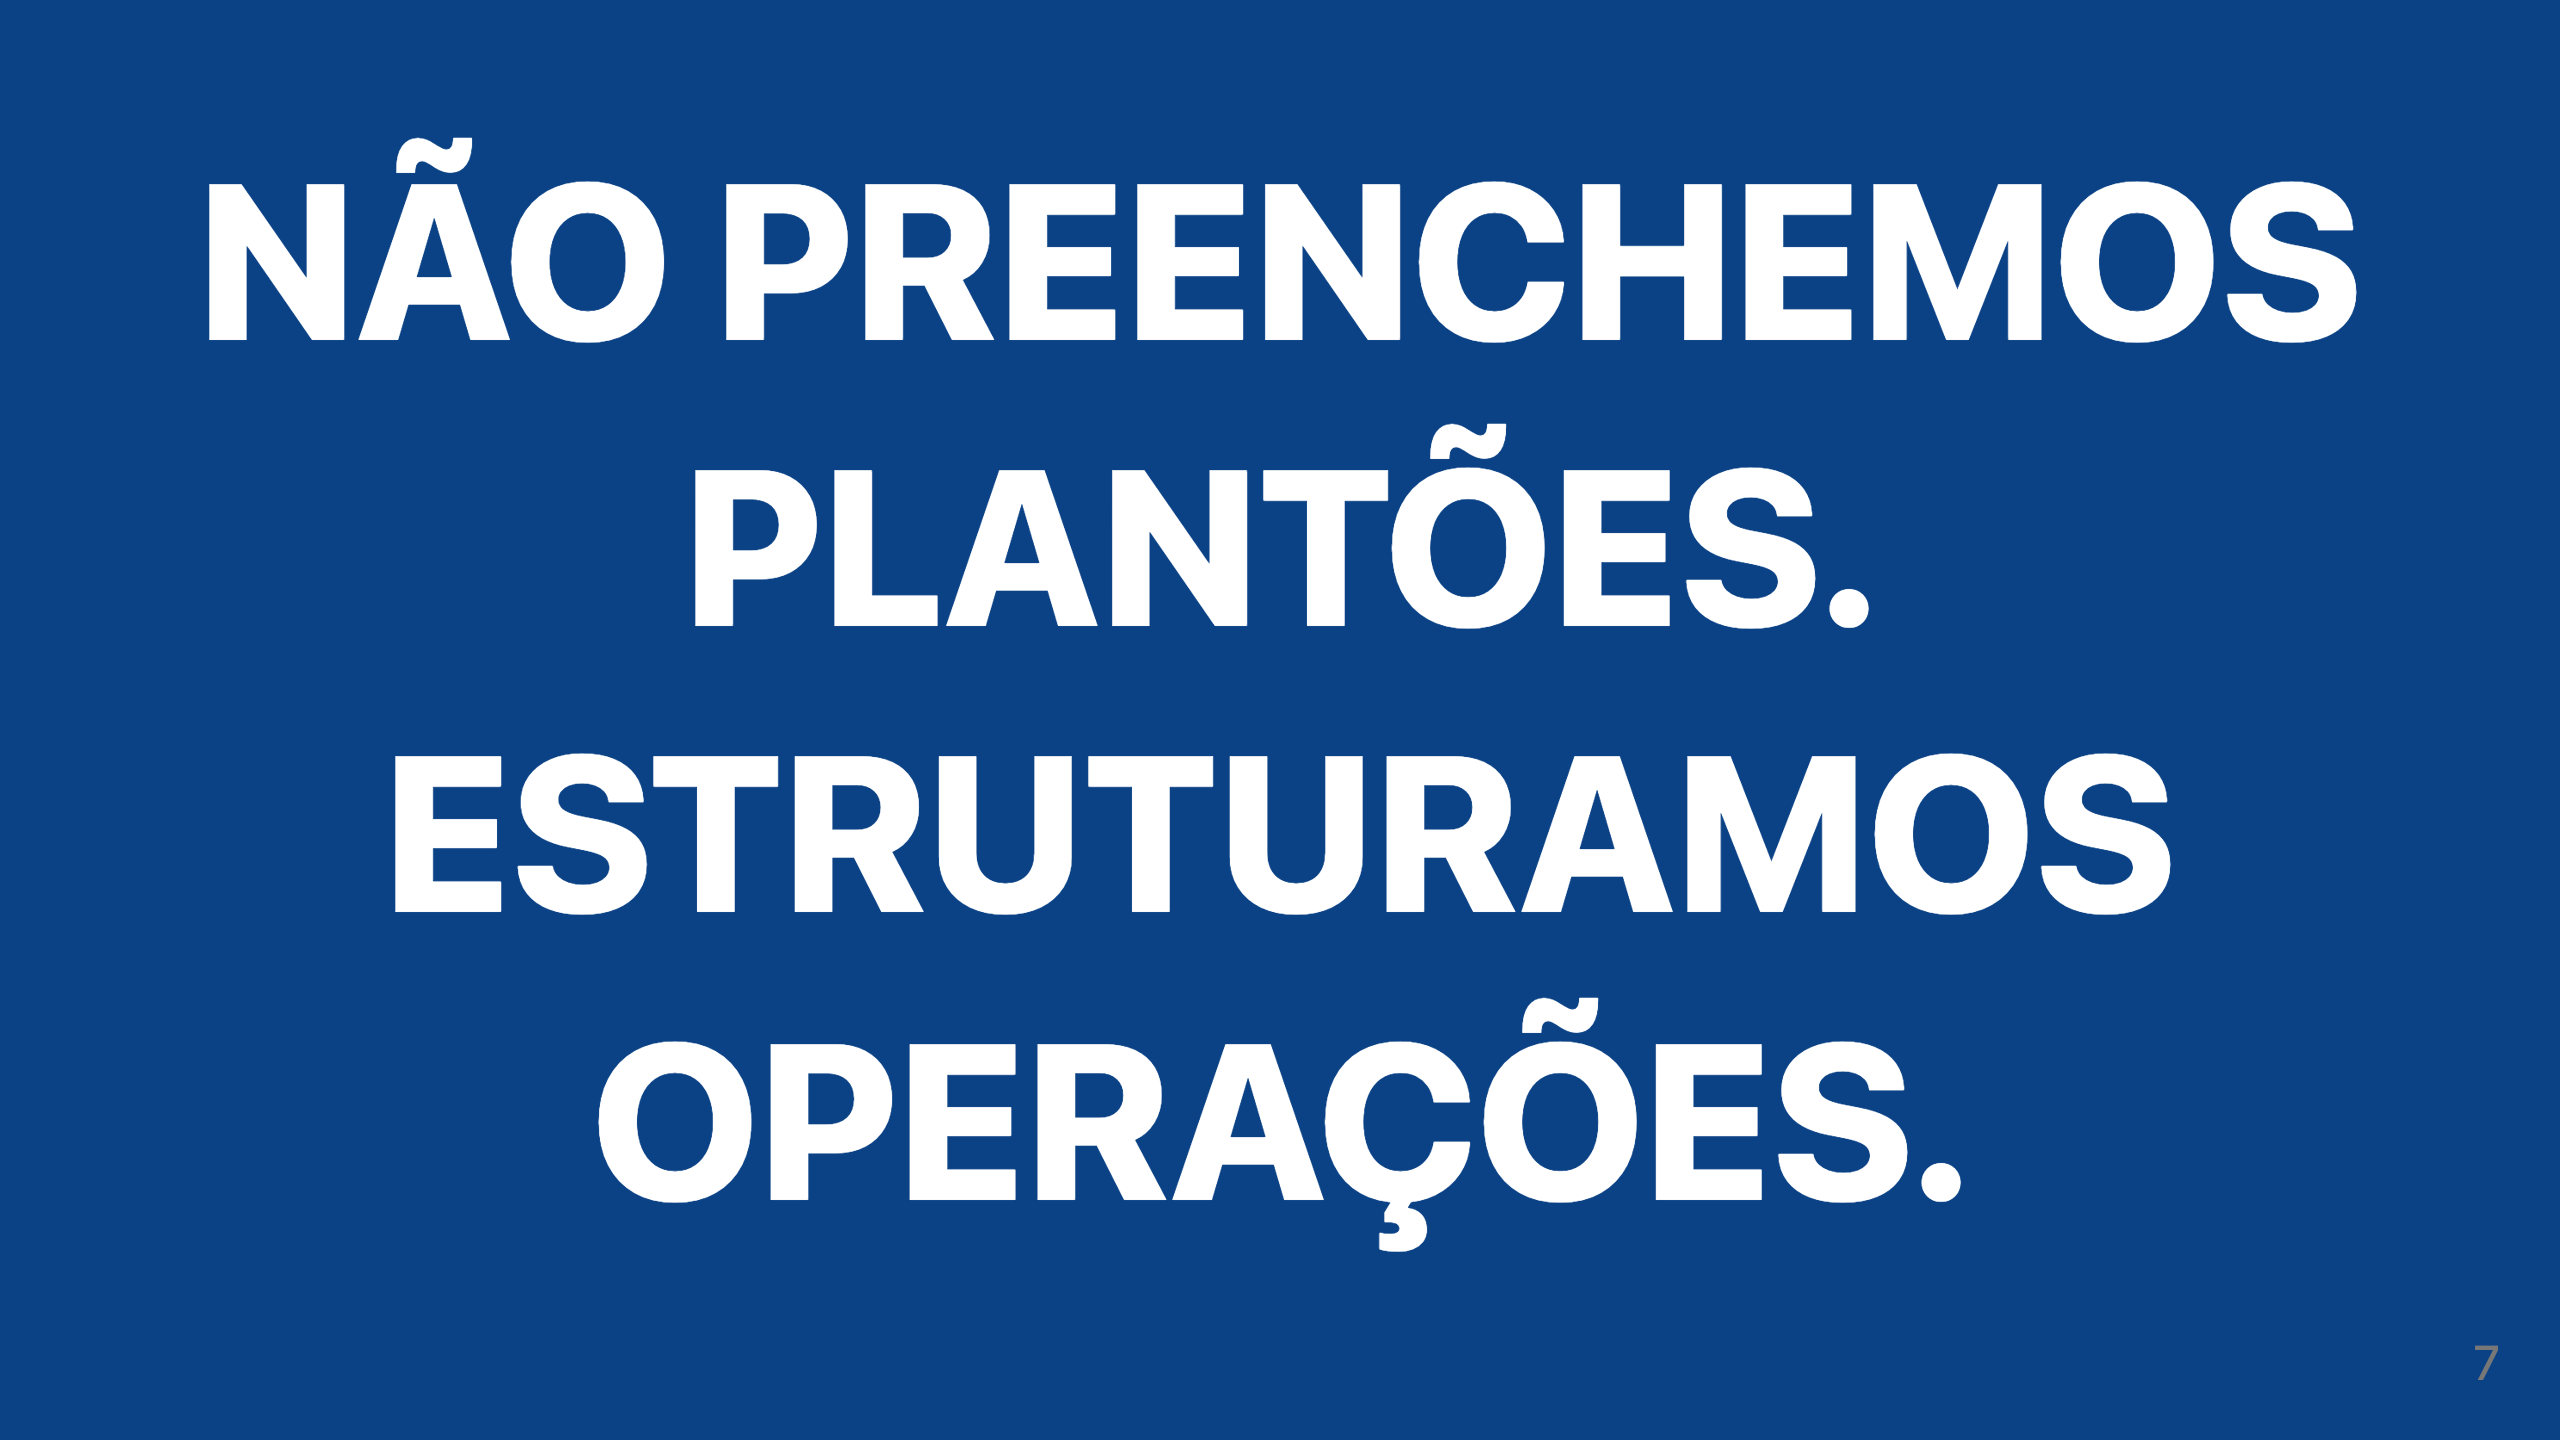 NÃO PREENCHEMOS
PLANTÕES.
ESTRUTURAMOS
OPERAÇÕES.
7